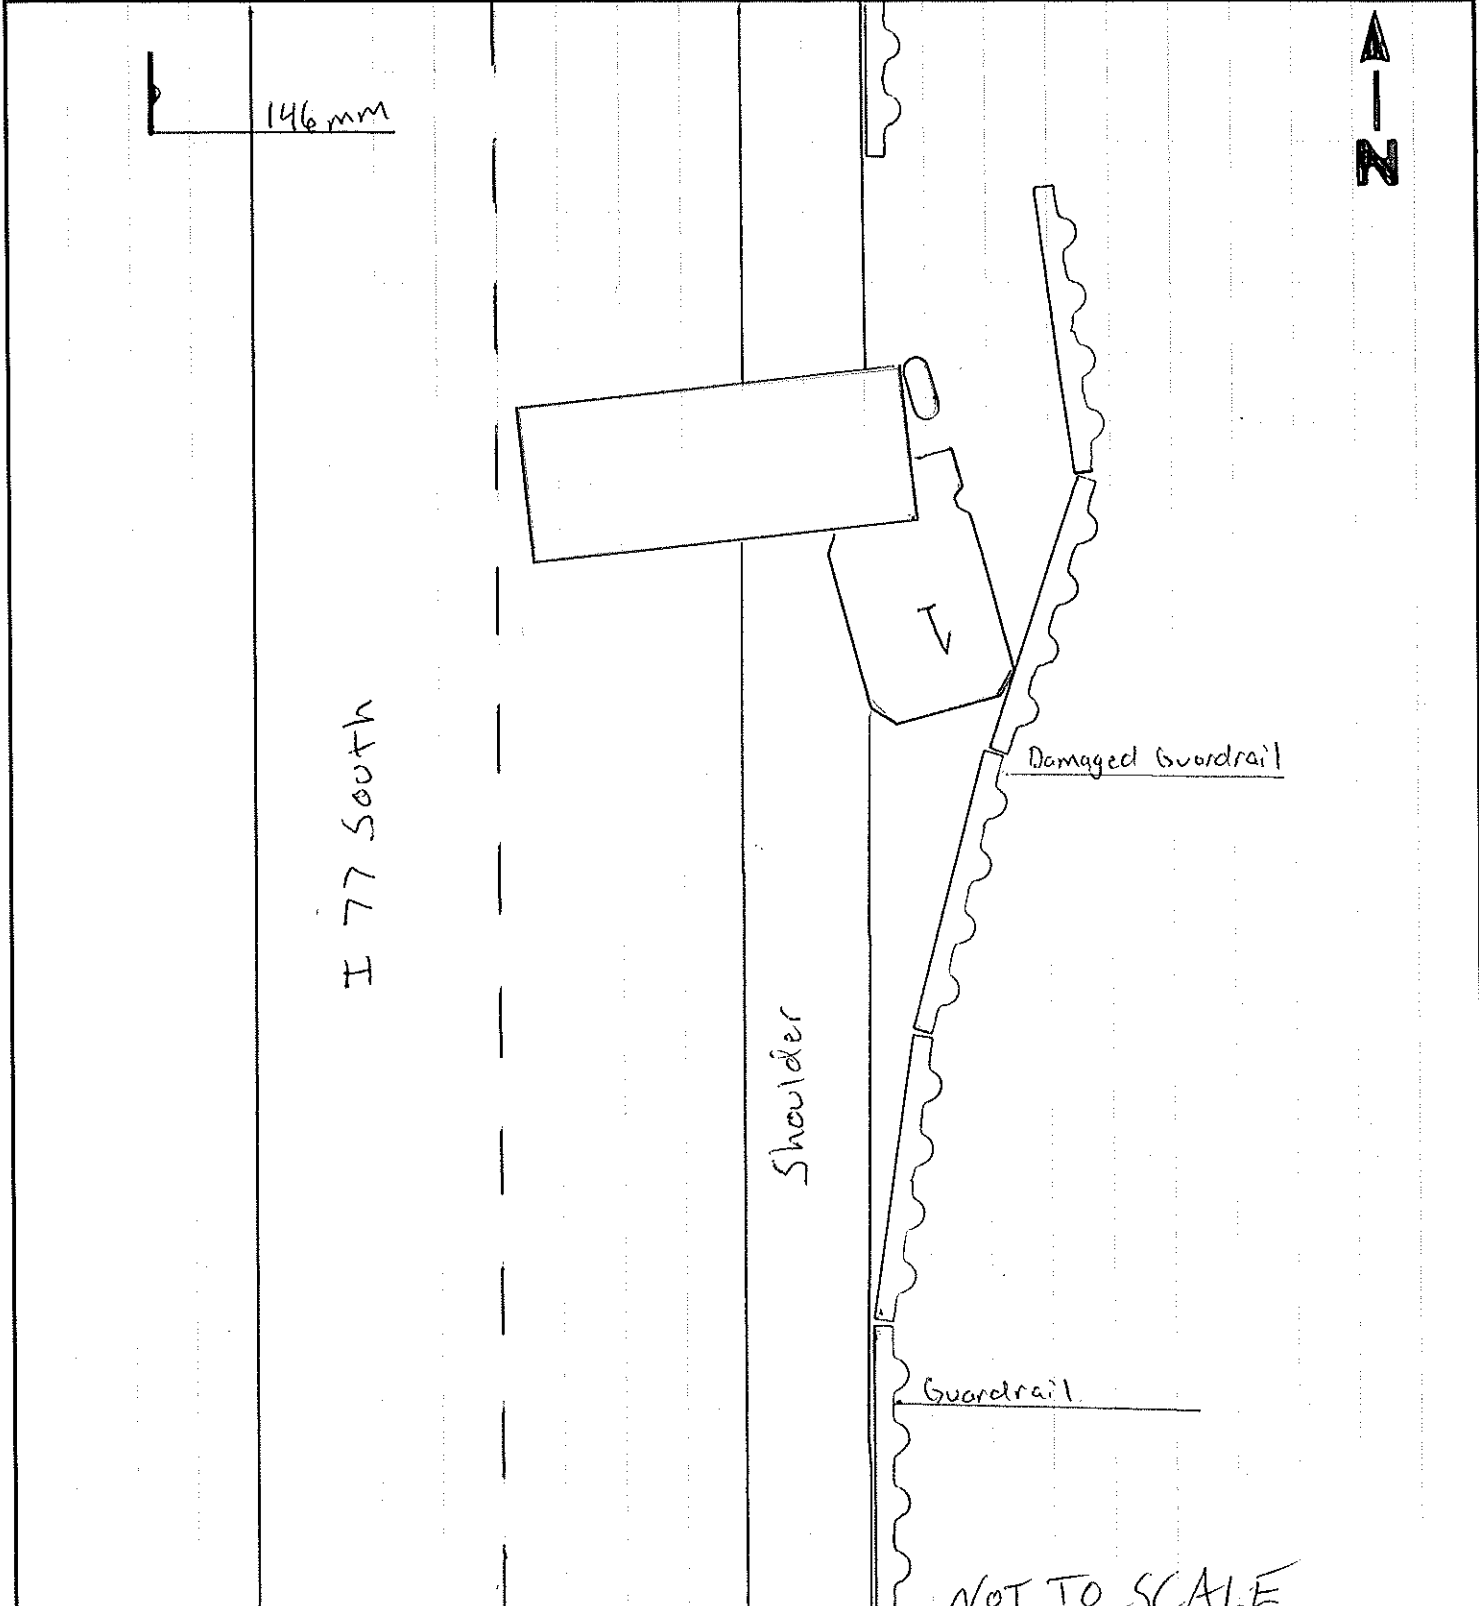 N
146 mm
I 77 South
Damaged Guardrail
Shoulder
Guardrail
NOT TO SCALE